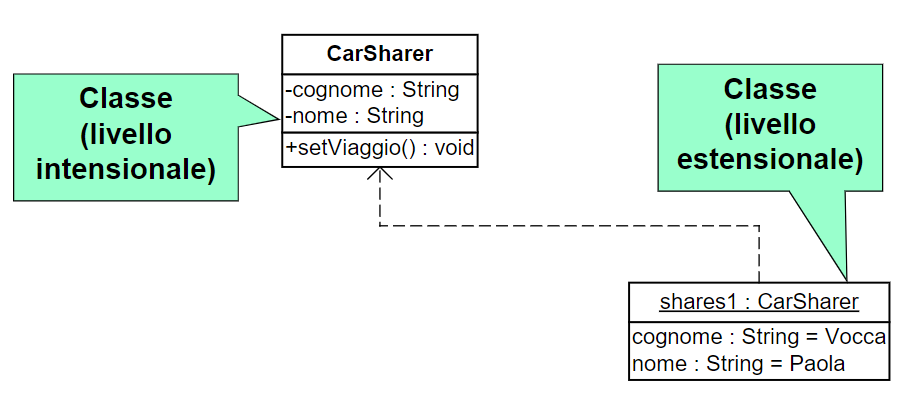 CarSharer
-cognome : String
-nome : String
+setViaggio() : void
Classe
(livello
intensionale)
Classe
(livello
estensionale)
shares1 : CarSharer
cognome : String = Vocca
nome : String = Paola